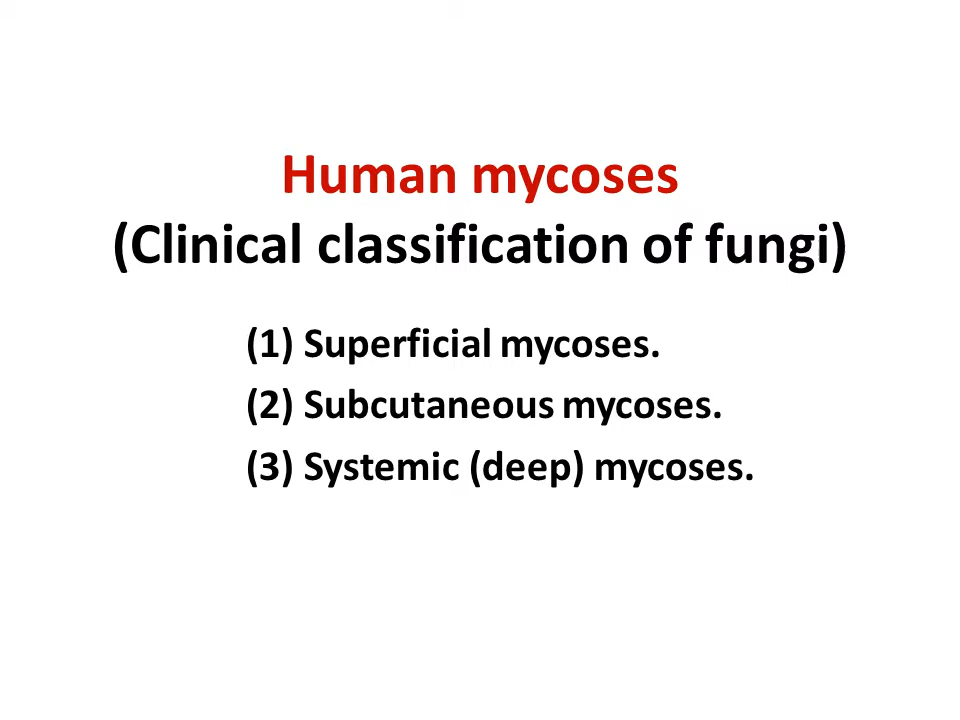 Human mycoses
(Clinical classification of fungi)
(1) Superficial mycoses.
(2) Subcutaneous mycoses.
(3) Systemic (deep) mycoses.